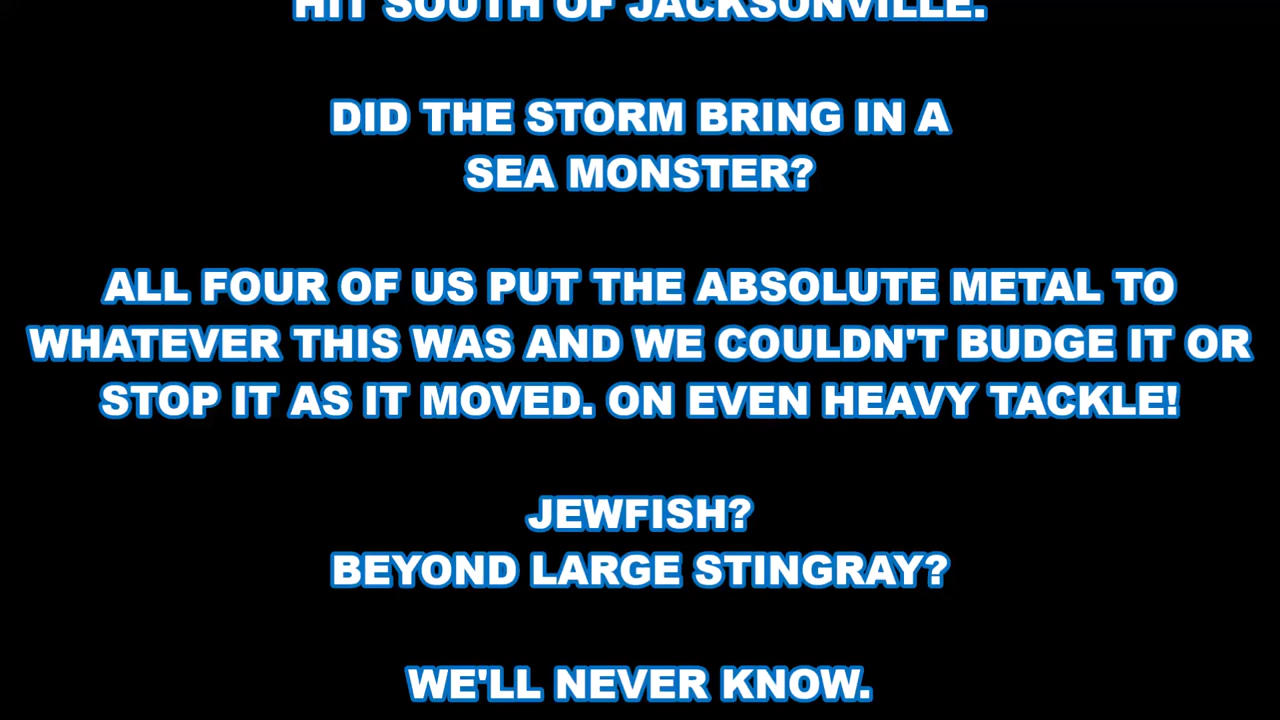 HIT SOUTH OF JACKSONVILLE.
DID THE STORM BRING IN A
SEA MONSTER?
ALL FOUR OF US PUT THE ABSOLUTE METAL TO
WHATEVER THIS WAS AND WE COULDN'T BUDGE IT OR
STOP IT AS IT MOVED. ON EVEN HEAVY TACKLE!
JEWFISH?
BEYOND LARGE STINGRAY?
WE'LL NEVER KNOW.